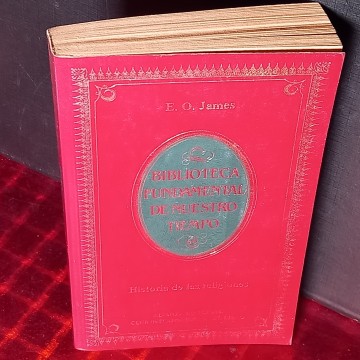 E. O. James
BIBLIOTECA
FUNDAMENTAL
DE NUESTRO
TIEMPO
Historia de las religiones